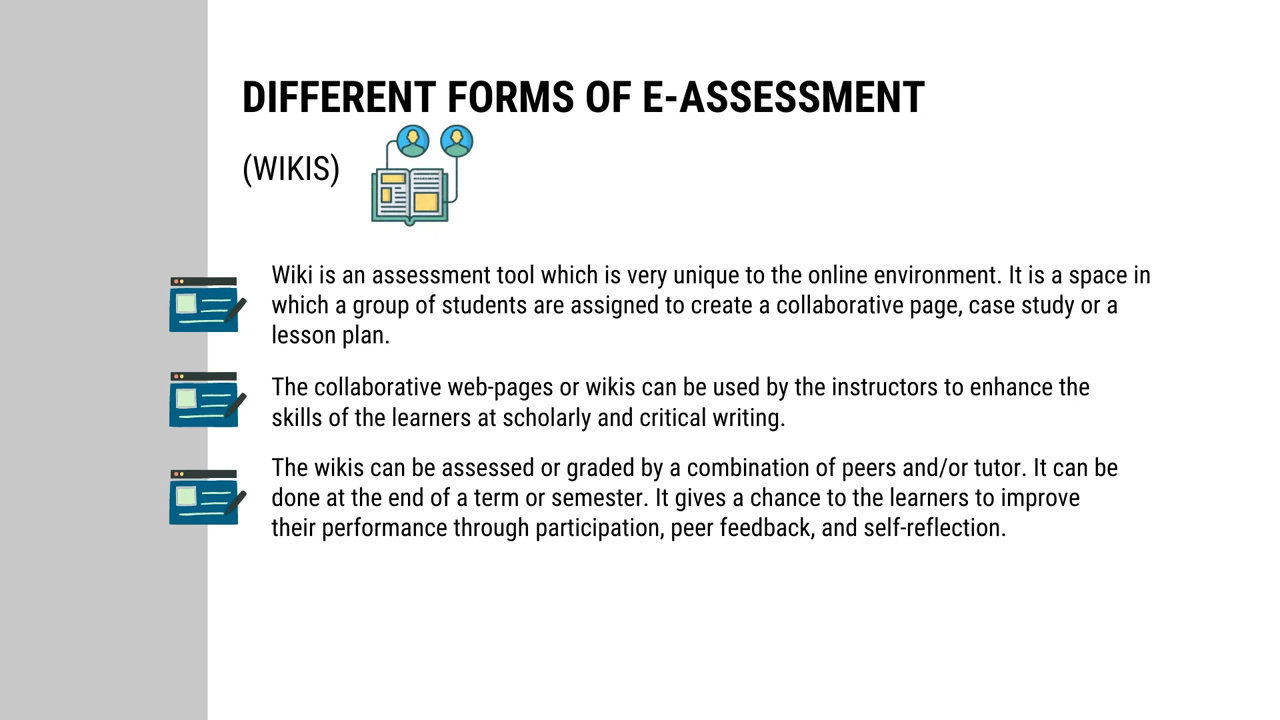 DIFFERENT FORMS OF E-ASSESSMENT
(WIKIS)
Wiki is an assessment tool which is very unique to the online environment. It is a space in
which a group of students are assigned to create a collaborative page, case study or a
lesson plan.
The collaborative web-pages or wikis can be used by the instructors to enhance the
skills of the learners at scholarly and critical writing.
The wikis can be assessed or graded by a combination of peers and/or tutor. It can be
done at the end of a term or semester. It gives a chance to the learners to improve
their performance through participation, peer feedback, and self-reflection.